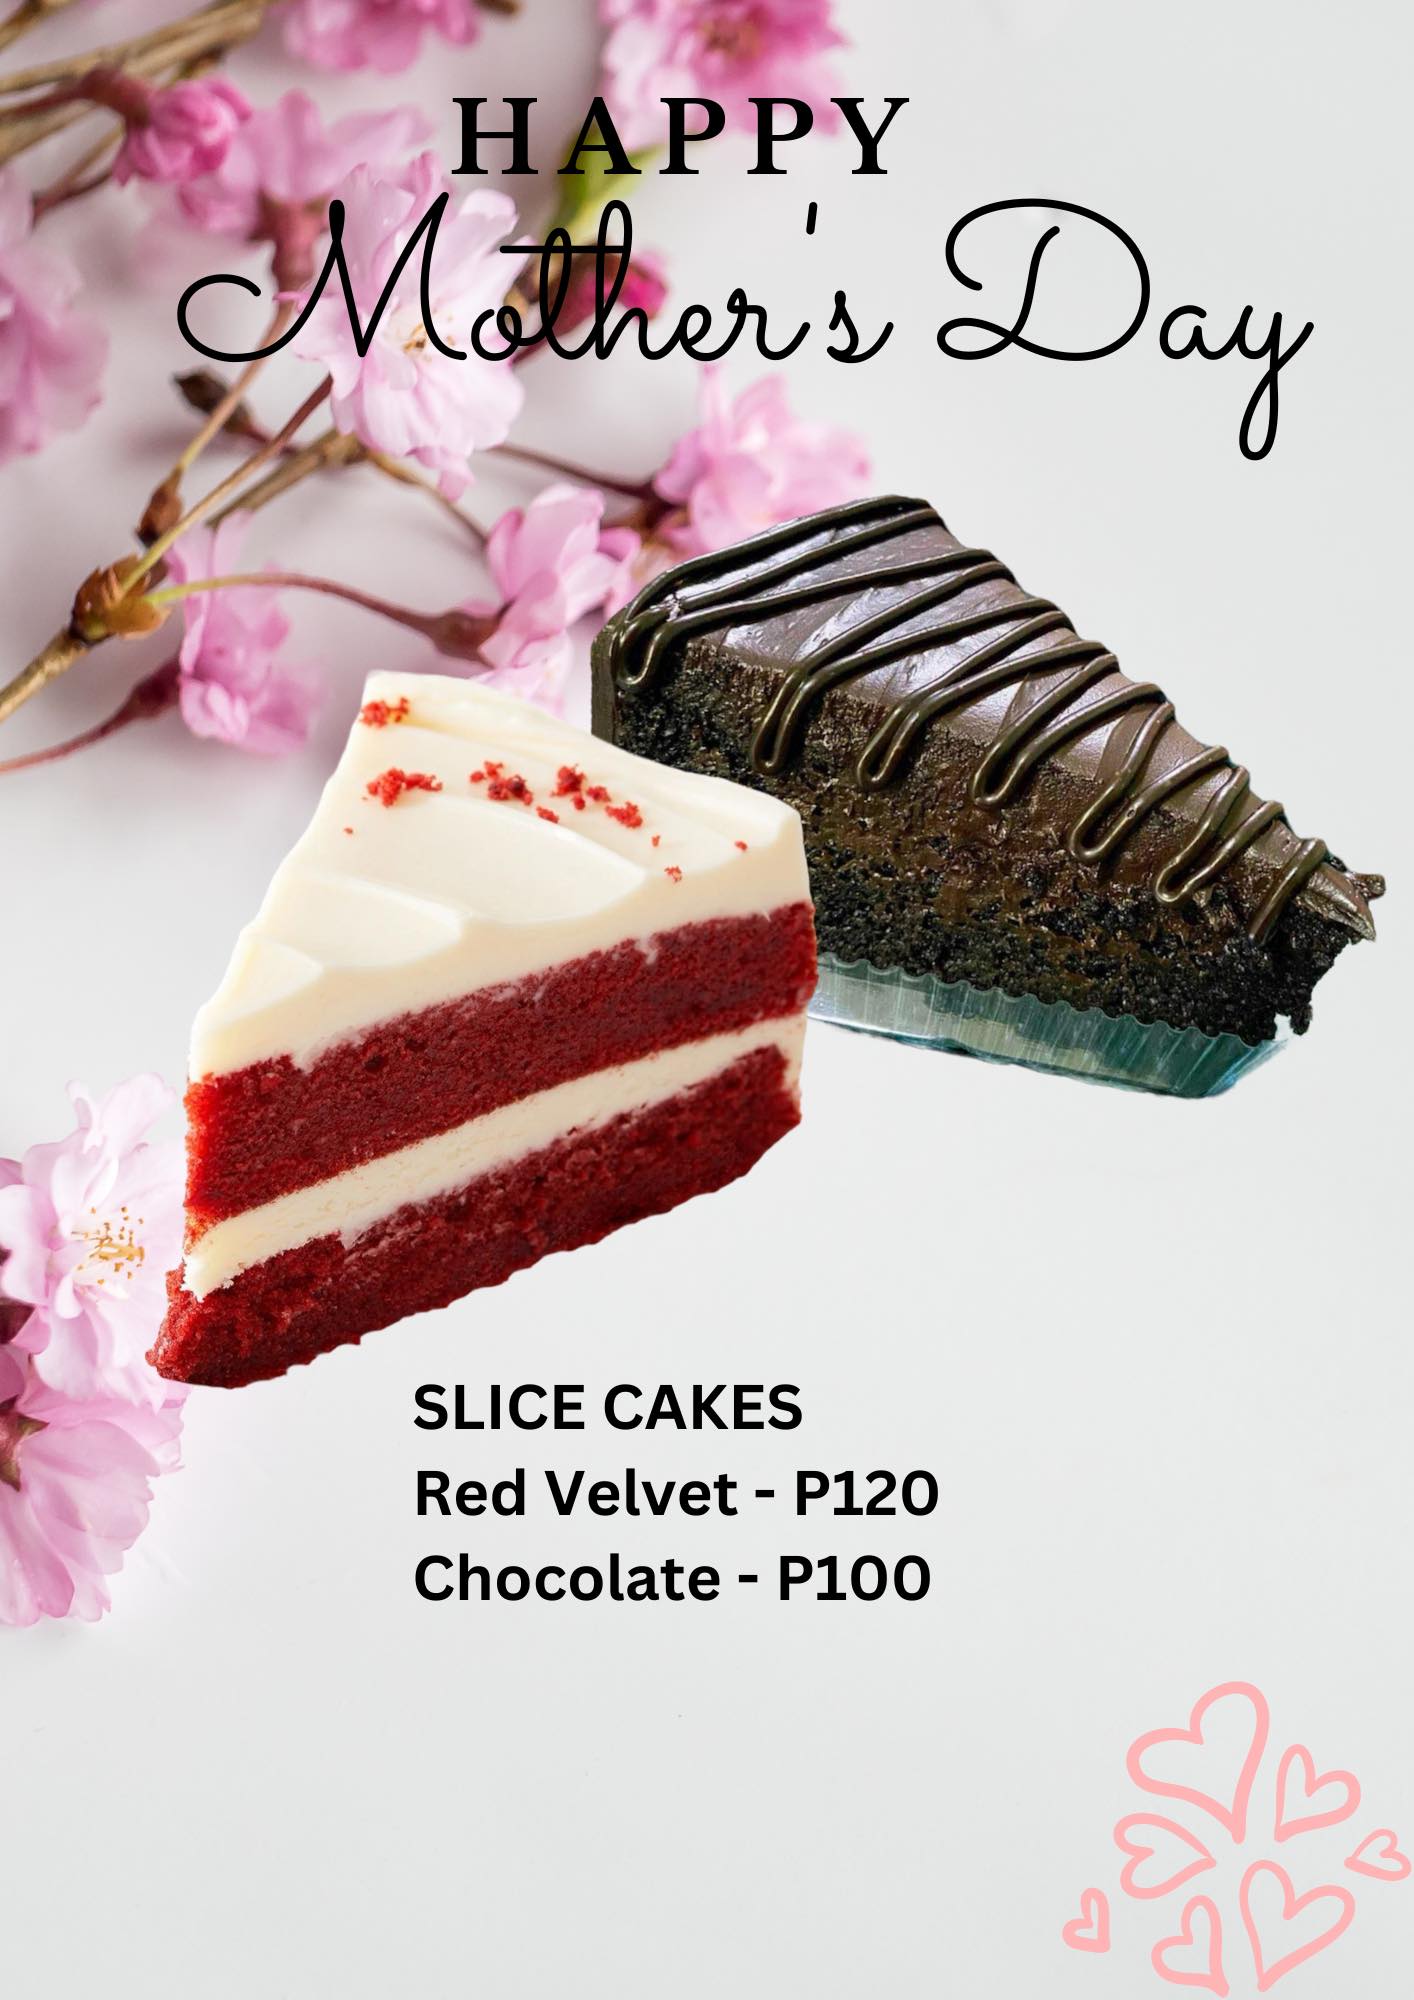 HAPPY
Mother's Day
SLICE CAKES
Red Velvet - P120
Chocolate - P100